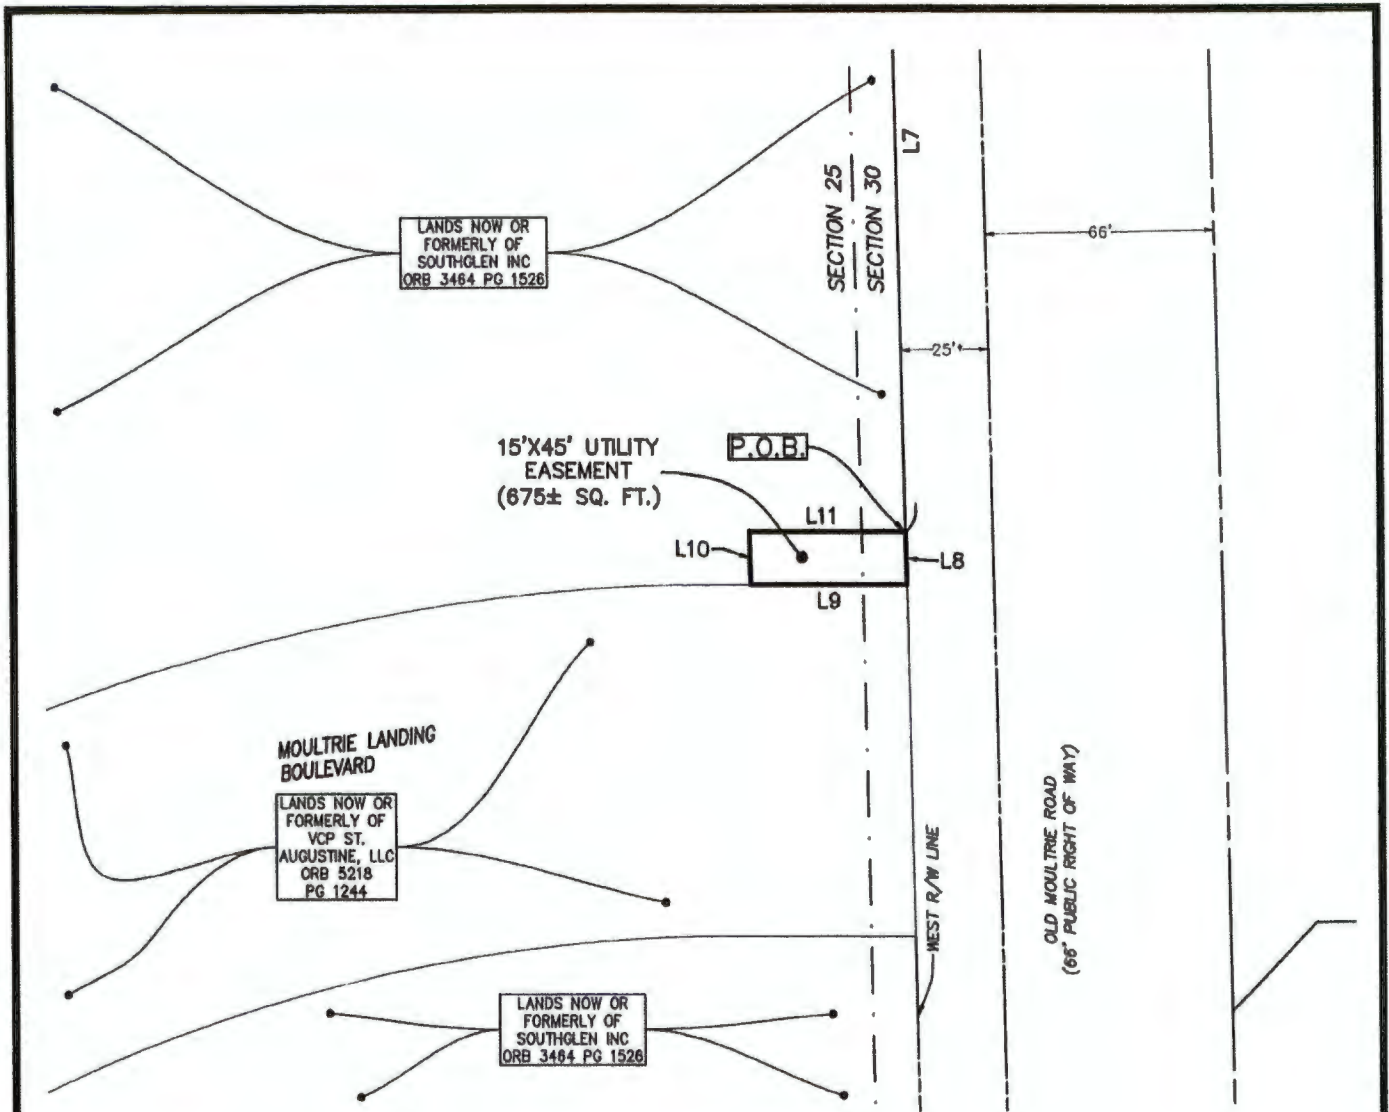 L7
SECTION 25
SECTION 30
LANDS NOW OR
FORMERLY OF
SOUTHGLEN INC
ORB 3464 PG 1526
66'
25'
15'X45' UTILITY
EASEMENT
(675± SQ. FT.)
P.O.B.
L11
L10
L8
L9
MOULTRIE LANDING
BOULEVARD
LANDS NOW OR
FORMERLY OF
VCP ST.
AUGUSTINE, LLC
ORB 5218
PG 1244
WEST R/W LINE
OLD MOULTRIE ROAD
(66' PUBLIC RIGHT OF WAY)
LANDS NOW OR
FORMERLY OF
SOUTHGLEN INC
ORB 3464 PG 1526